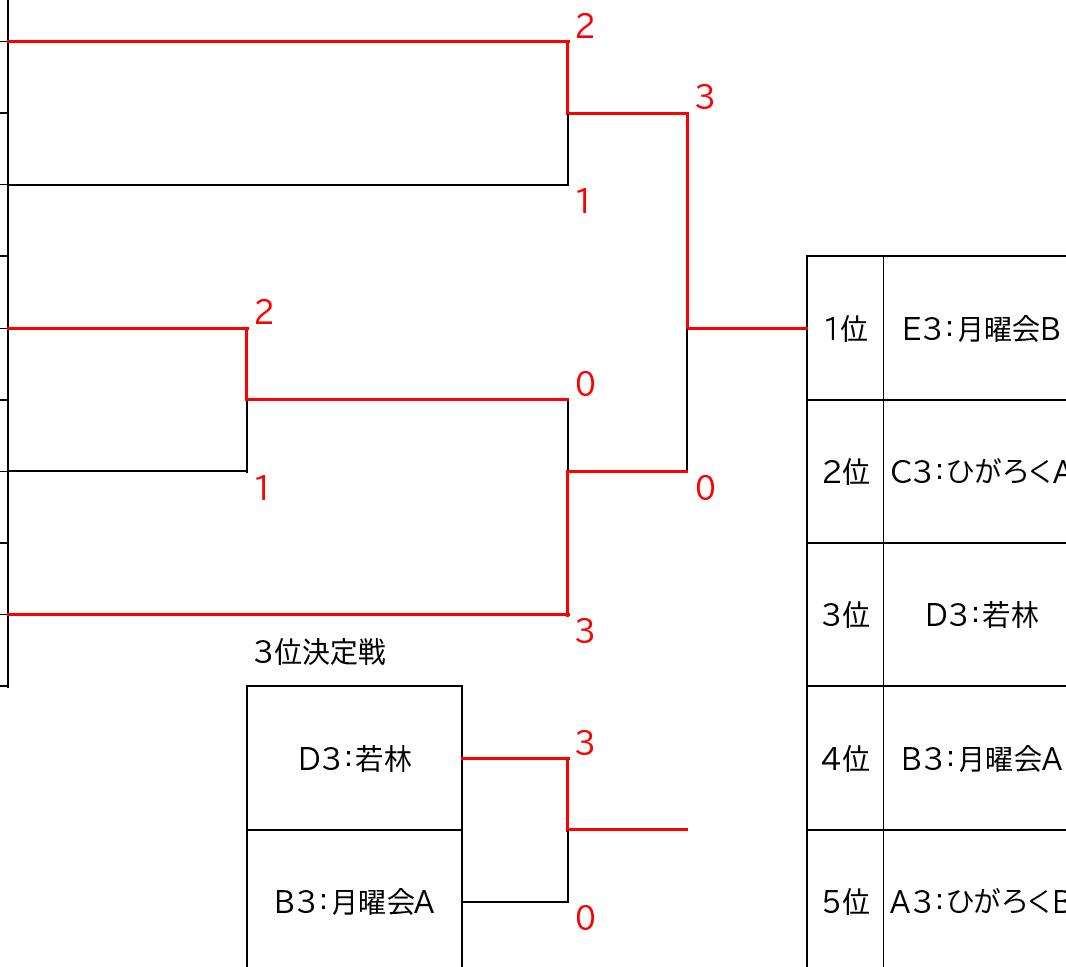 2
3
1
2
1位
E3：月曜会B
0
2位
C3：ひがろくA
1
0
3位
D3：若林
3
3位決定戦
3
D3：若林
4位
B3：月曜会A
B3：月曜会A
0
5位
A3：ひがろくB